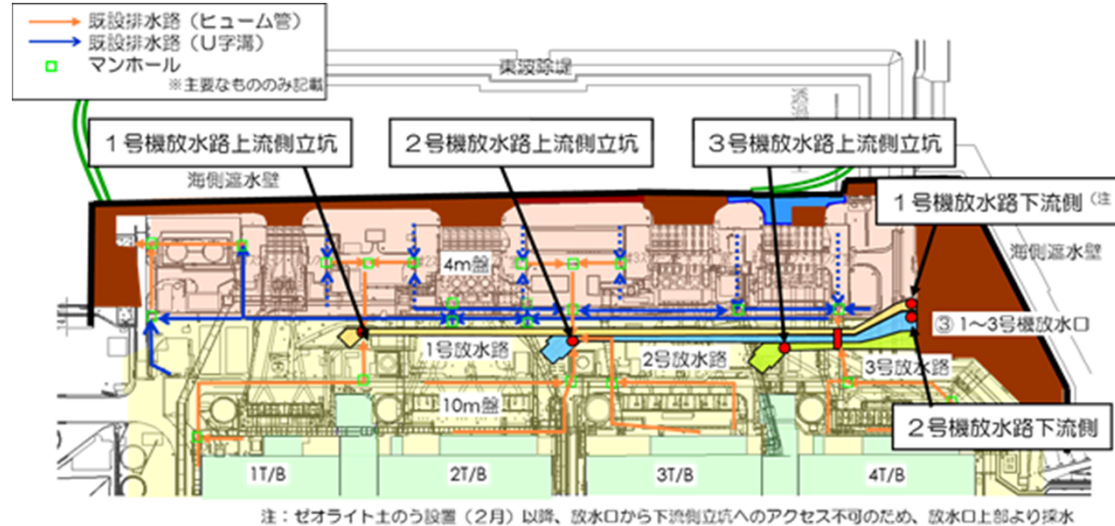 既設排水路（ヒューム管）
既設排水路（U字溝）
マンホール
※主要なもののみ記載
東波除堤
1号機放水路上流側立坑
2号機放水路上流側立坑
3号機放水路上流側立坑
海側遮水壁
1号機放水路下流側（注
海側遮水壁
4m盤
③1～3号機放水口
1号放水路
2号放水路
3号放水路
10m盤
2号機放水路下流側
1T/B
2T/B
3T/B
4T/B
注：ゼオライト土のう設置（2月）以降、放水口から下流側立坑へのアクセス不可のため、放水口上部より採水